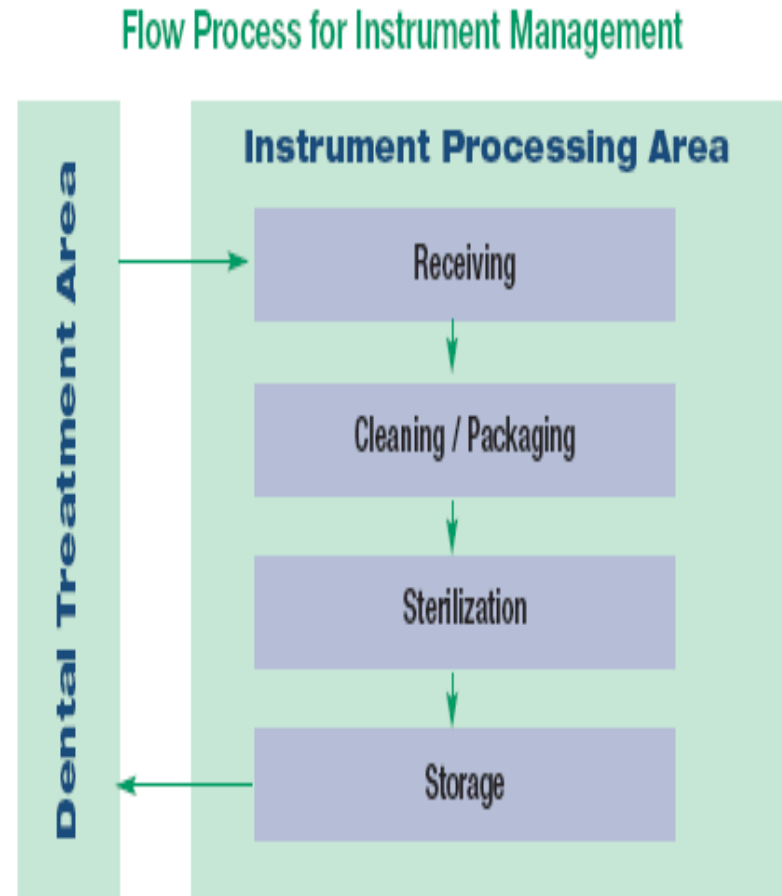 Flow Process for Instrument Management
Dental Treatment Area
Instrument Processing Area
Receiving
Cleaning / Packaging
Sterilization
Storage